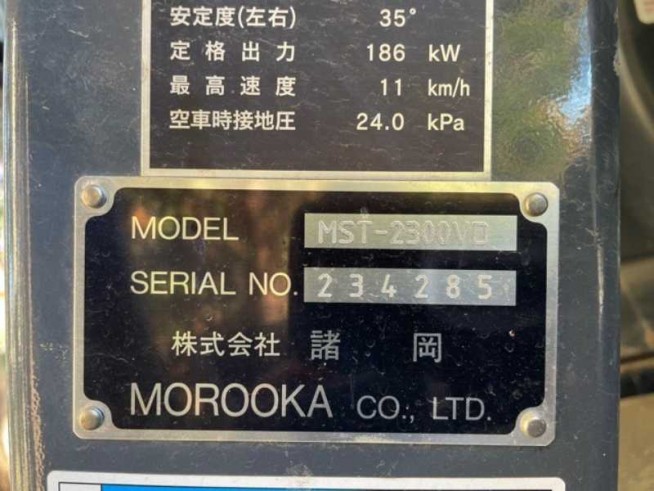 安定度(左右) 35°
定格出力 186 kW
最高速度 11 km/h
空車時接地圧 24.0 kPa
MODEL MST-2300VD
SERIAL NO. 234285
株式会社 諸岡
MOROOKA CO., LTD.